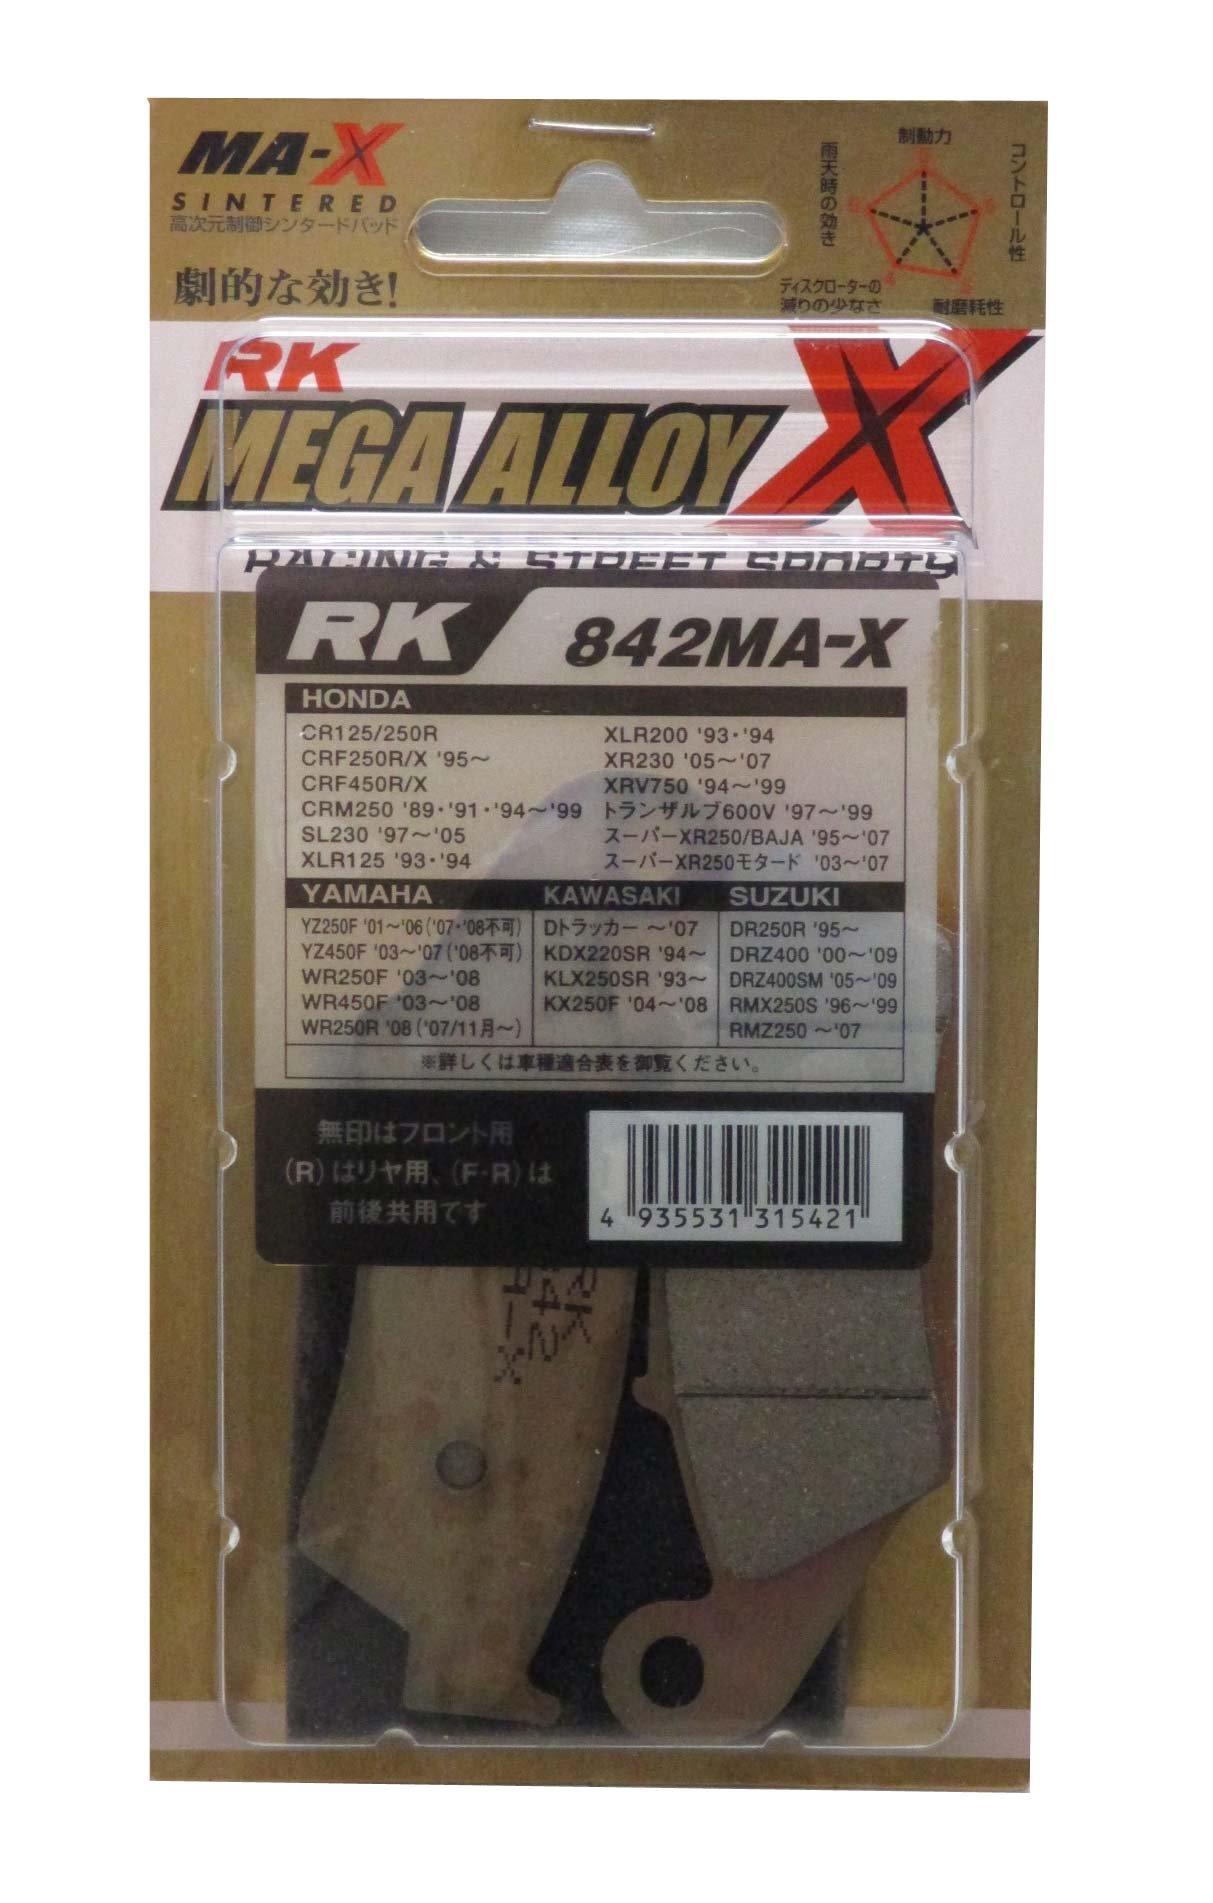 MA-X
SINTERED
高次元制御シンタードパッド
劇的な効き!
制動力
コントロール性
耐磨耗性
ディスクローターの
減りの少なさ
雨天時の効き
RK
MEGA ALLOY X
RACING & STREET SPORTS
RK 842MA-X
HONDA
CR125/250R
CRF250R/X '95～
CRF450R/X
CRM250 '89・'91・'94～'99
SL230 '97～'05
XLR125 '93・'94
XLR200 '93・'94
XR230 '05～'07
XRV750 '94～'99
トランザルプ600V '97～'99
スーパーXR250/BAJA '95～'07
スーパーXR250モタード '03～'07
YAMAHA
YZ250F '01～'06 ('07・'08不可)
YZ450F '03～'07 ('08不可)
WR250F '03～'08
WR450F '03～'08
WR250R '08 ('07/11月～)
KAWASAKI
Dトラッカー ～'07
KDX220SR '94～
KLX250SR '93～
KX250F '04～'08
SUZUKI
DR250R '95～
DRZ400 '00～'09
DRZ400SM '05～'09
RMX250S '96～'99
RMZ250 ～'07
※詳しくは車種適合表を御覧ください。
無印はフロント用
(R)はリヤ用、(F・R)は
前後共用です
4 935531 315421
RK